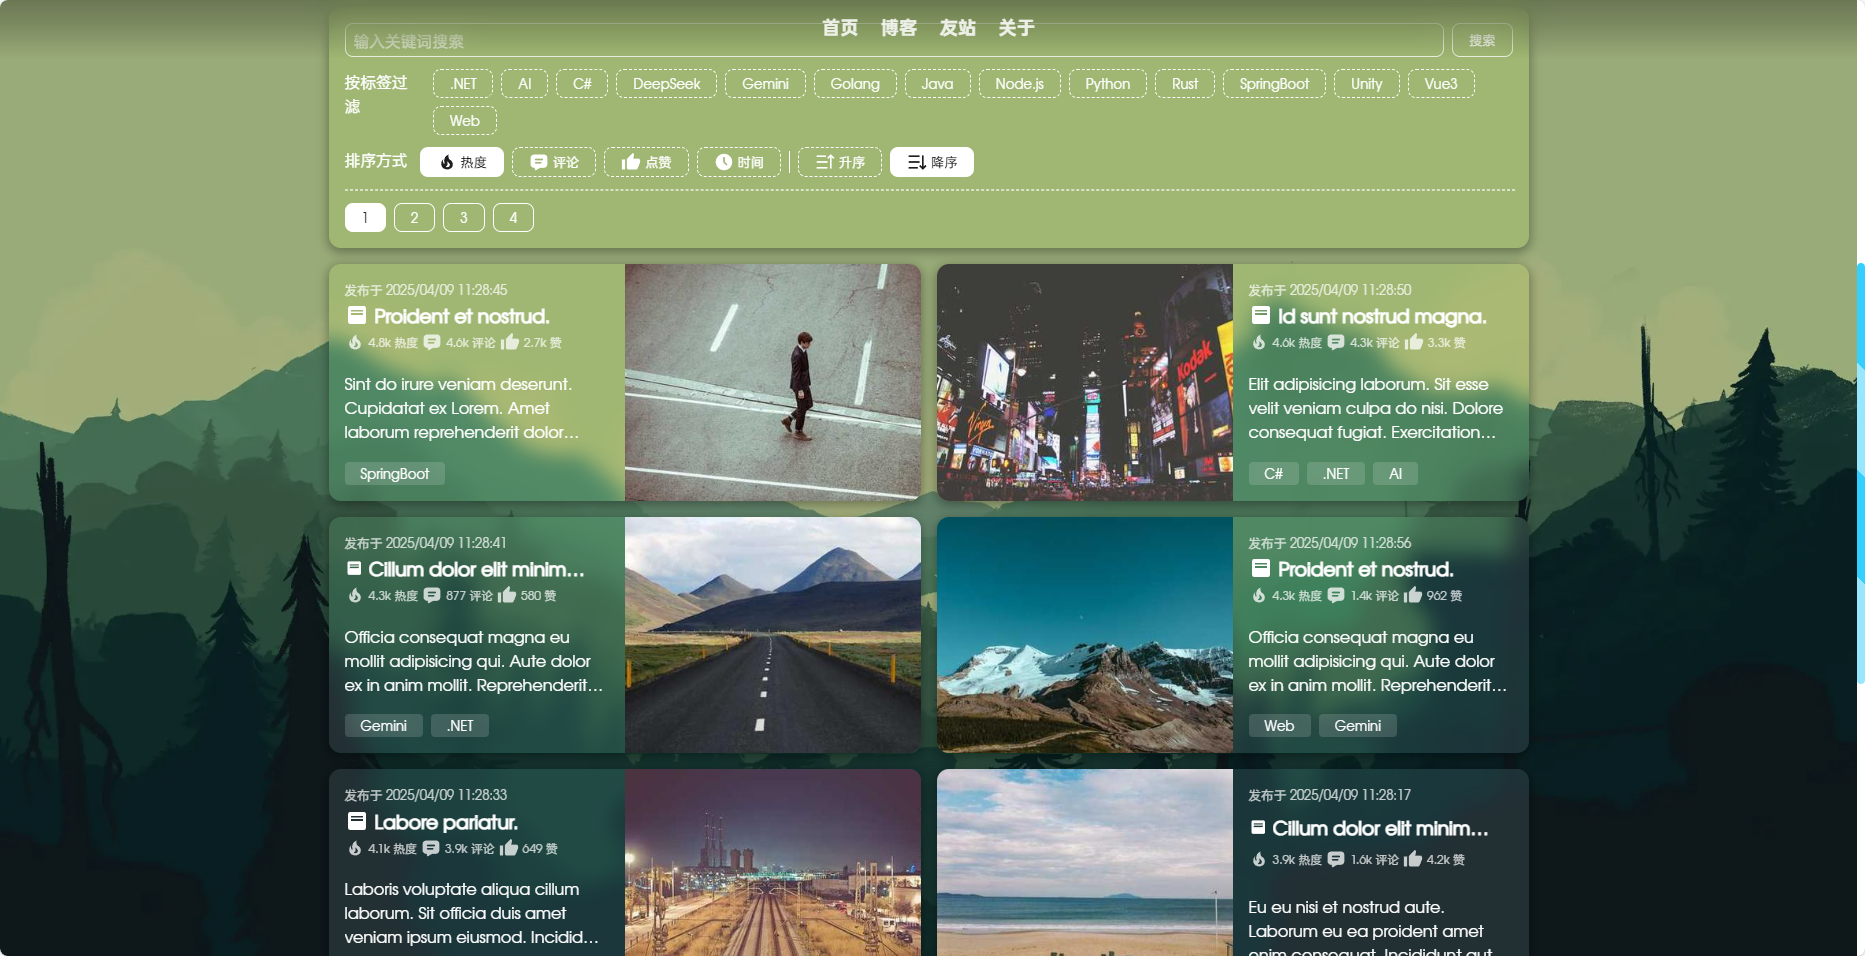 首页 博客 友站 关于
输入关键词搜索 搜索
按标签过滤 .NET AI C# DeepSeek Gemini Golang Java Node.js Python Rust SpringBoot Unity Vue3
Web
排序方式 热度 评论 点赞 时间 升序 降序
1 2 3 4
发布于 2025/04/09 11:28:45
Proident et nostrud.
4.8k 热度 4.6k 评论 2.7k 赞
Sint do irure veniam deserunt.
Cupidatat ex Lorem. Amet
laborum reprehenderit dolor...
SpringBoot
Kodak
Virgin
发布于 2025/04/09 11:28:50
Id sunt nostrud magna.
4.6k 热度 4.3k 评论 3.3k 赞
Elit adipisicing laborum. Sit esse
velit veniam culpa do nisi. Dolore
consequat fugiat. Exercitation...
C# .NET AI
发布于 2025/04/09 11:28:41
Cillum dolor elit minim...
4.3k 热度 877 评论 580 赞
Officia consequat magna eu
mollit adipisicing qui. Aute dolor
ex in anim mollit. Reprehenderit...
Gemini .NET
发布于 2025/04/09 11:28:56
Proident et nostrud.
4.3k 热度 1.4k 评论 962 赞
Officia consequat magna eu
mollit adipisicing qui. Aute dolor
ex in anim mollit. Reprehenderit...
Web Gemini
发布于 2025/04/09 11:28:33
Labore pariatur.
4.1k 热度 3.9k 评论 649 赞
Laboris voluptate aliqua cillum
laborum. Sit officia duis amet
veniam ipsum eiusmod. Incidid...
发布于 2025/04/09 11:28:17
Cillum dolor elit minim...
3.9k 热度 1.6k 评论 4.2k 赞
Eu eu nisi et nostrud aute.
Laborum eu ea proident amet
enim consequat. Incididunt aut